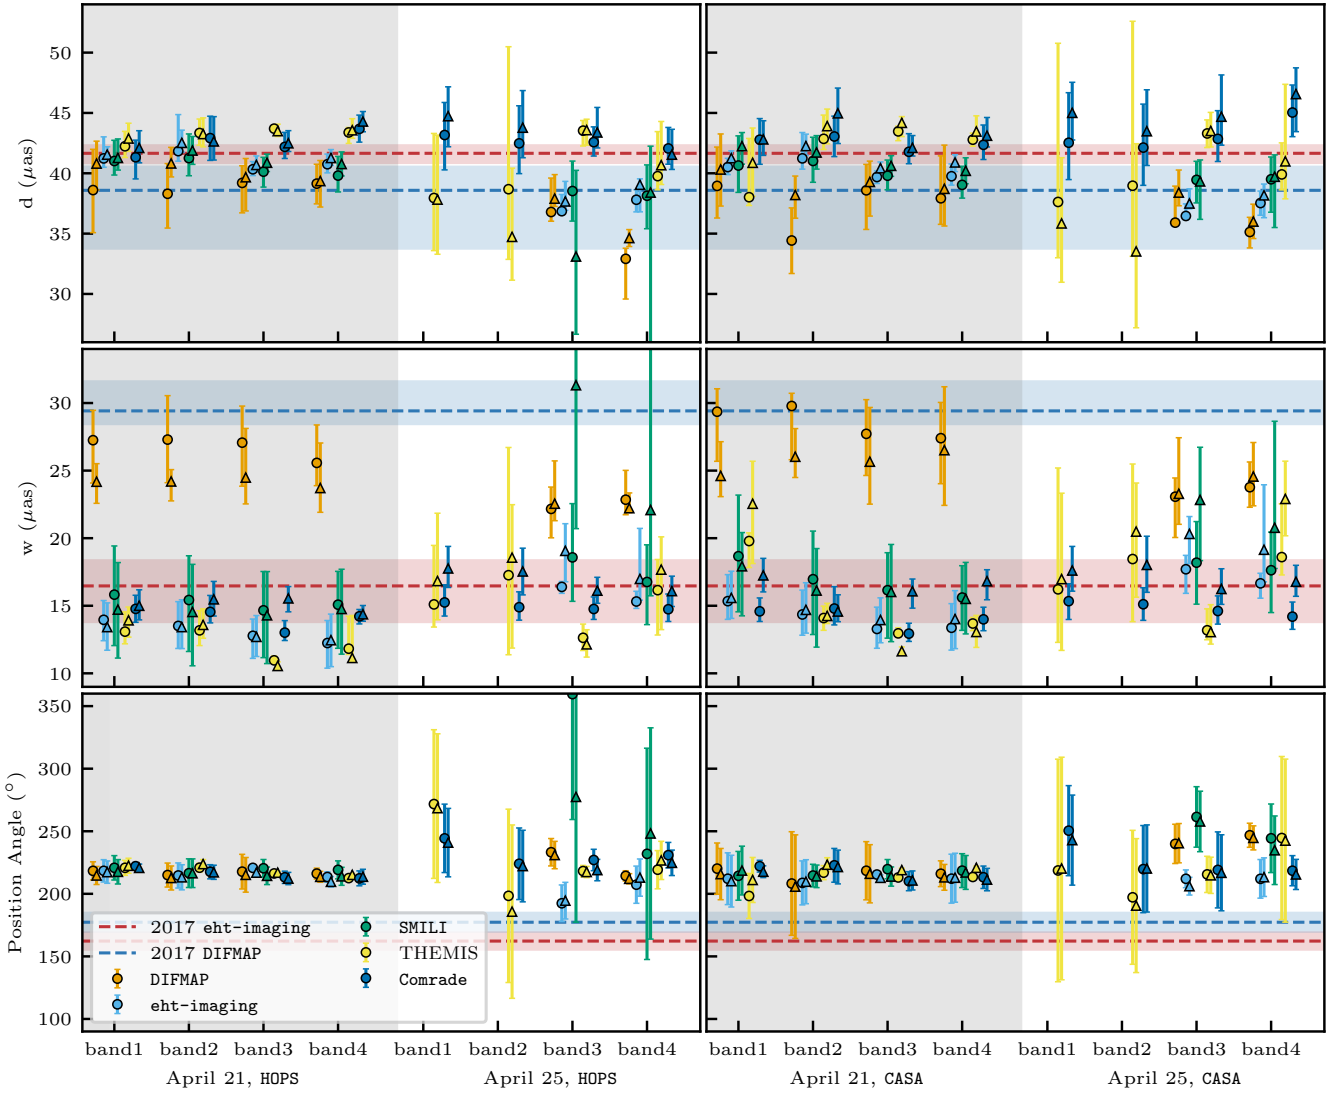 50
45
40
35
30
d (μas)
30
25
20
15
10
w (μas)
350
300
250
200
150
100
Position Angle (°)
2017 eht-imaging
2017 DIFMAP
DIFMAP
eht-imaging
SMILI
THEMIS
Comrade
band1 band2 band3 band4 band1 band2 band3 band4 band1 band2 band3 band4 band1 band2 band3 band4
April 21, HOPS April 25, HOPS April 21, CASA April 25, CASA